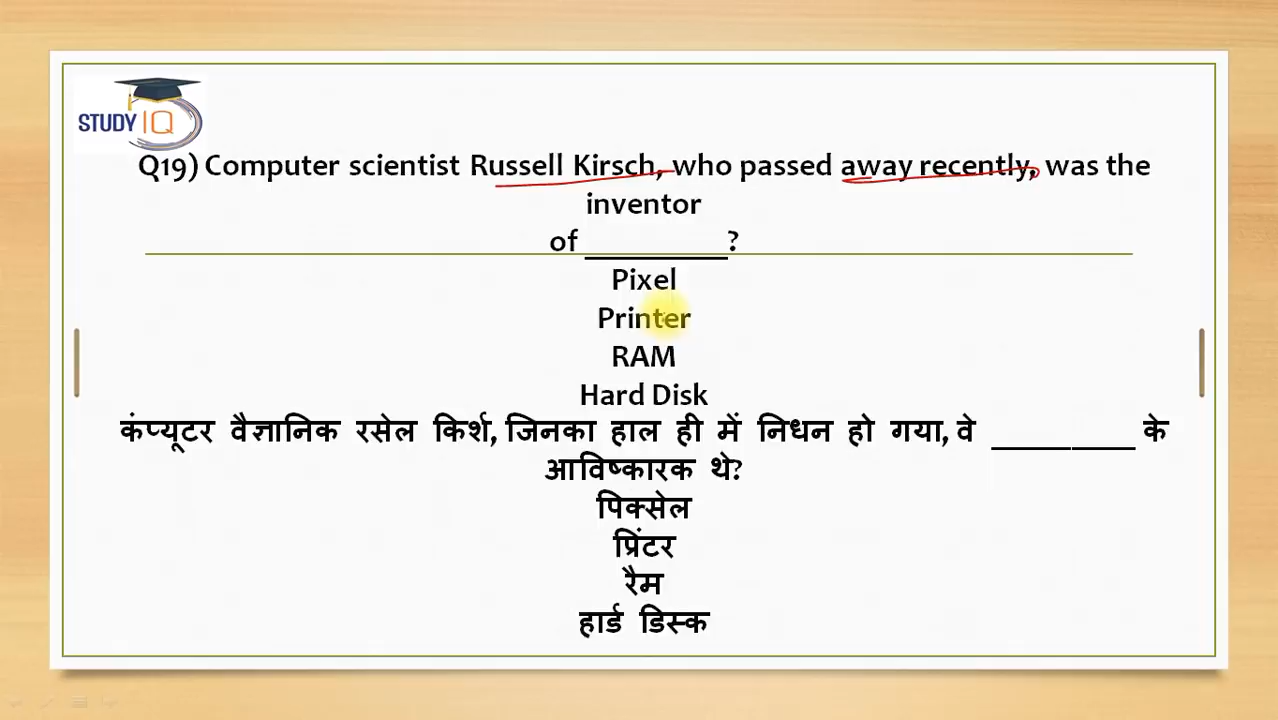 STUDY IQ
Q19) Computer scientist Russell Kirsch, who passed away recently, was the
inventor
of __________?
Pixel
Printer
RAM
Hard Disk
कंप्यूटर वैज्ञानिक रसेल किर्श, जिनका हाल ही में निधन हो गया, वे __________ के
आविष्कारक थे?
पिक्सेल
प्रिंटर
रैम
हार्ड डिस्क